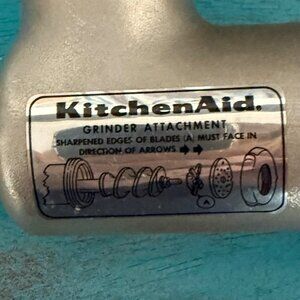 KitchenAid.
GRINDER ATTACHMENT
SHARPENED EDGES OF BLADES (A) MUST FACE IN
DIRECTION OF ARROWS →→
A